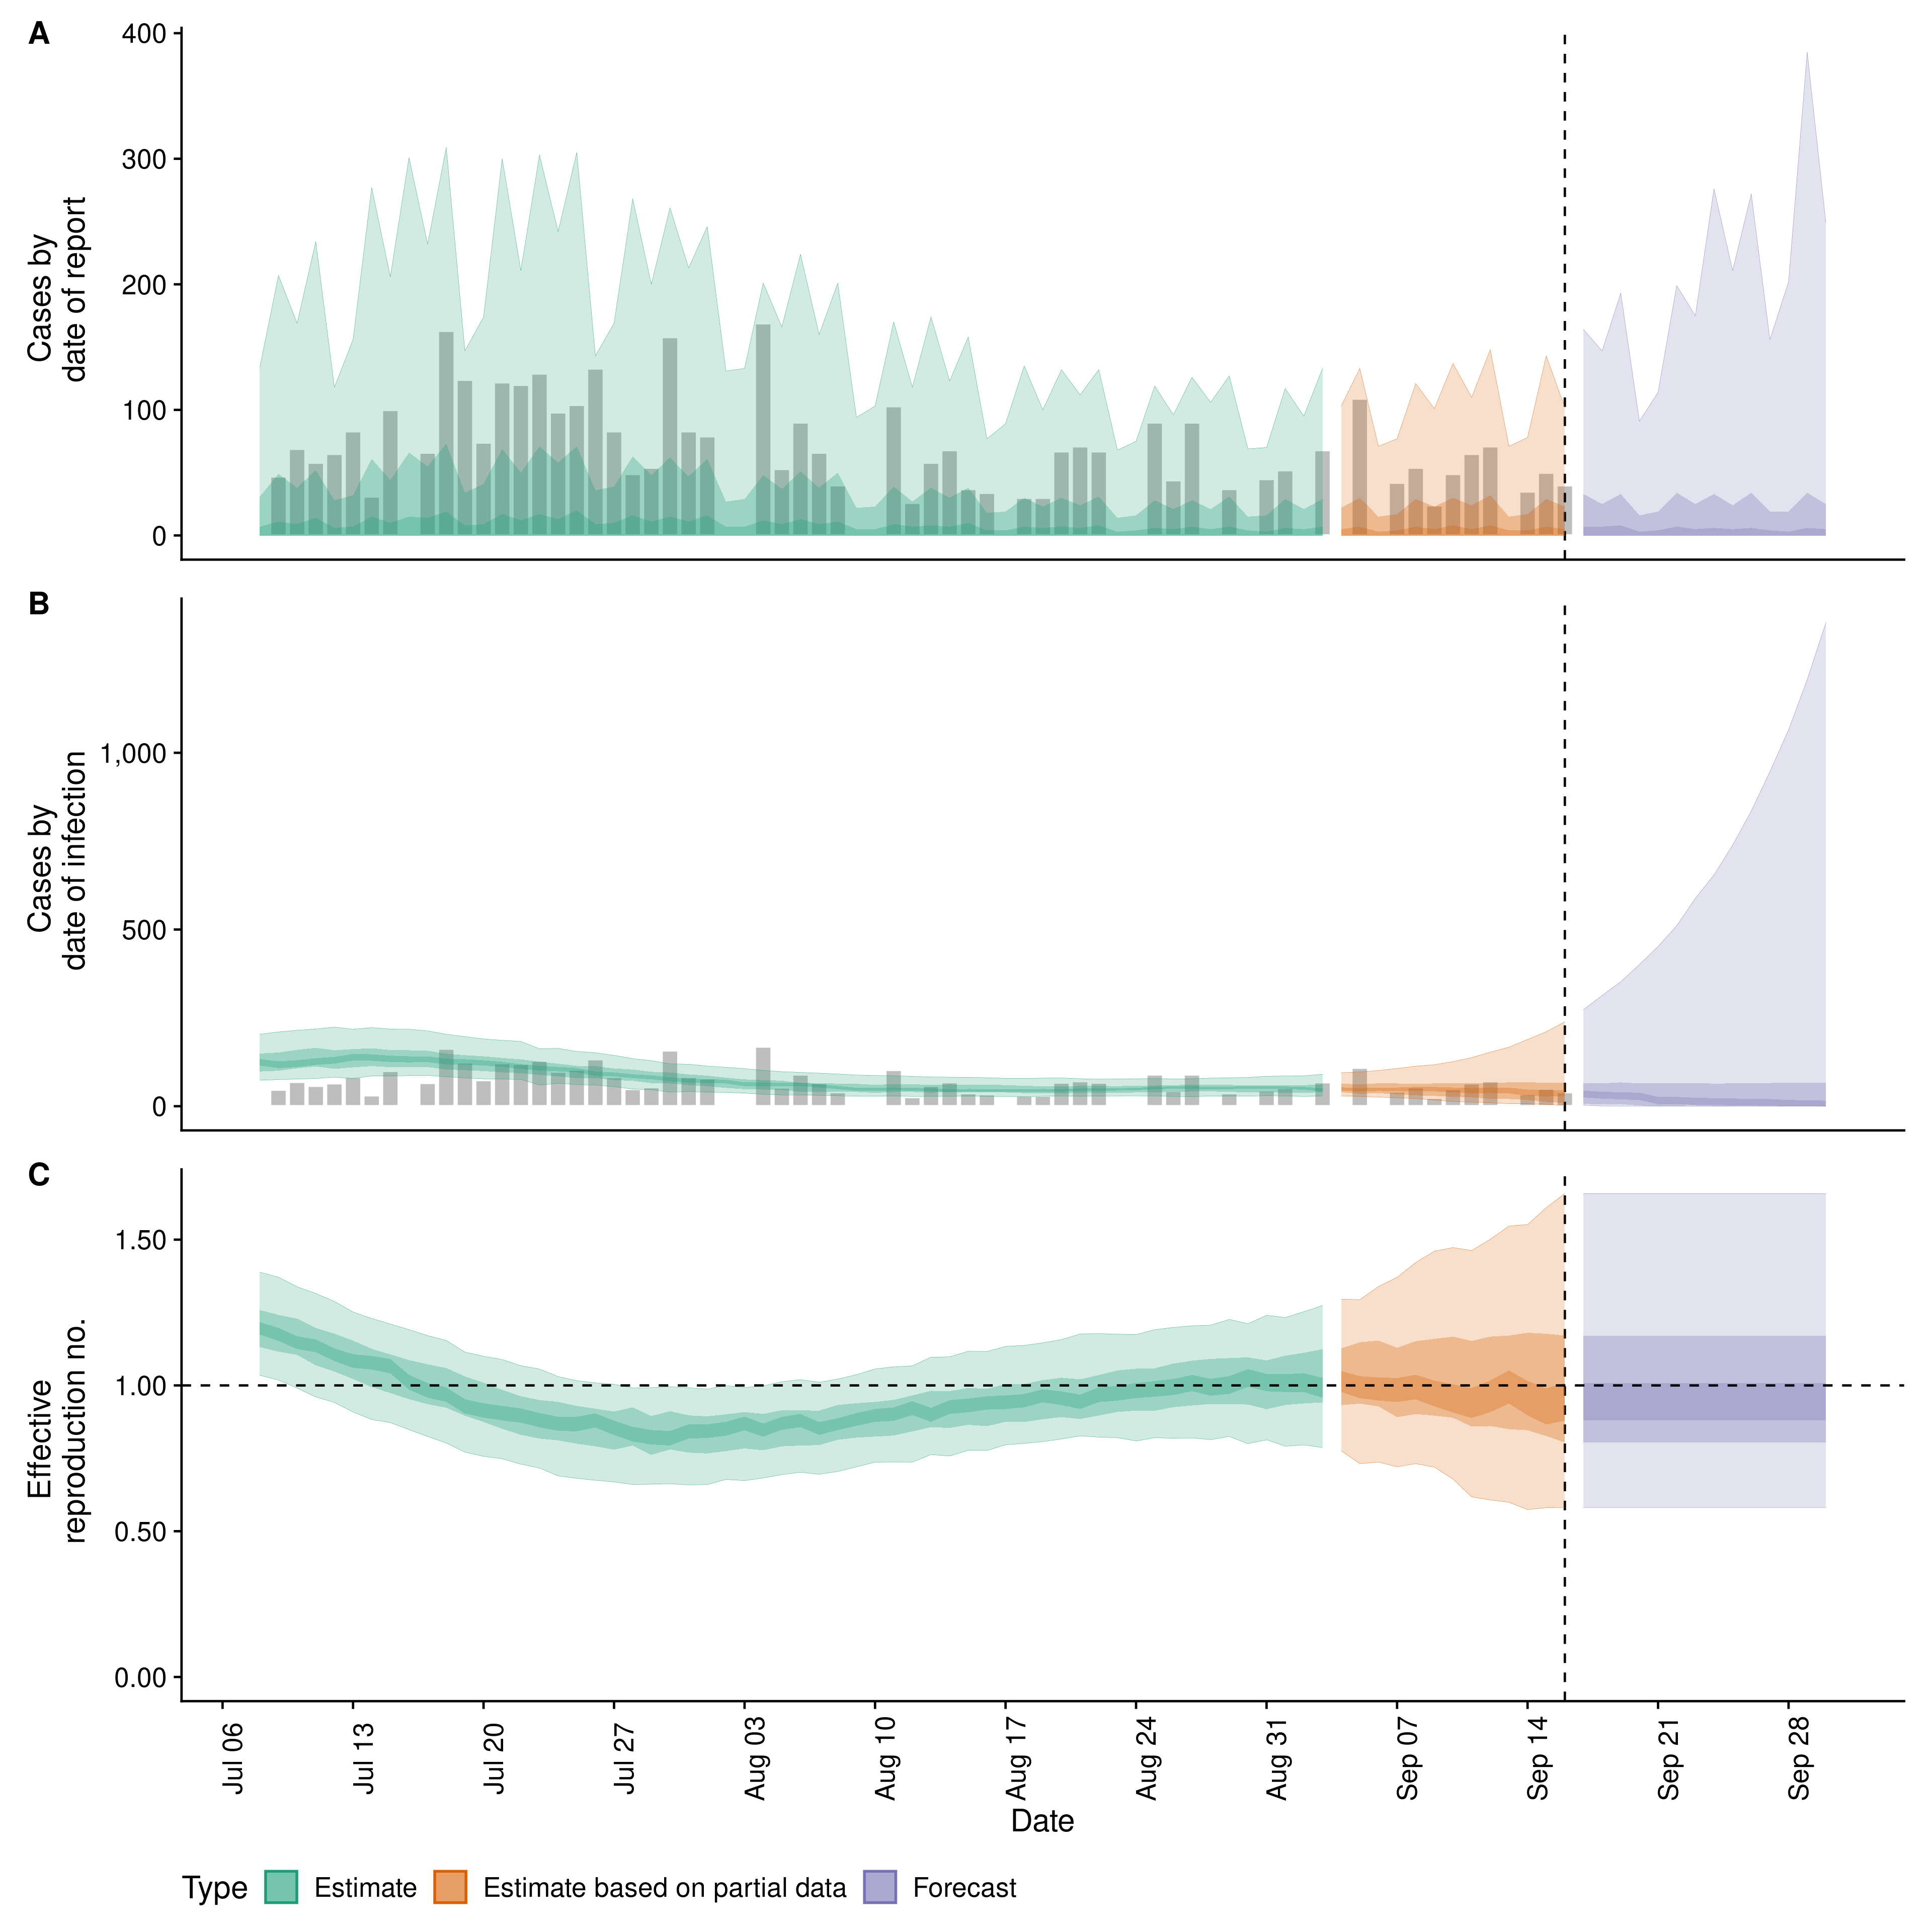 A
Cases by
date of report
400
300
200
100
0
B
Cases by
date of infection
1,000
500
0
C
Effective
reproduction no.
1.50
1.00
0.50
0.00
Jul 06
Jul 13
Jul 20
Jul 27
Aug 03
Aug 10
Aug 17
Aug 24
Aug 31
Sep 07
Sep 14
Sep 21
Sep 28
Date
Type
Estimate
Estimate based on partial data
Forecast